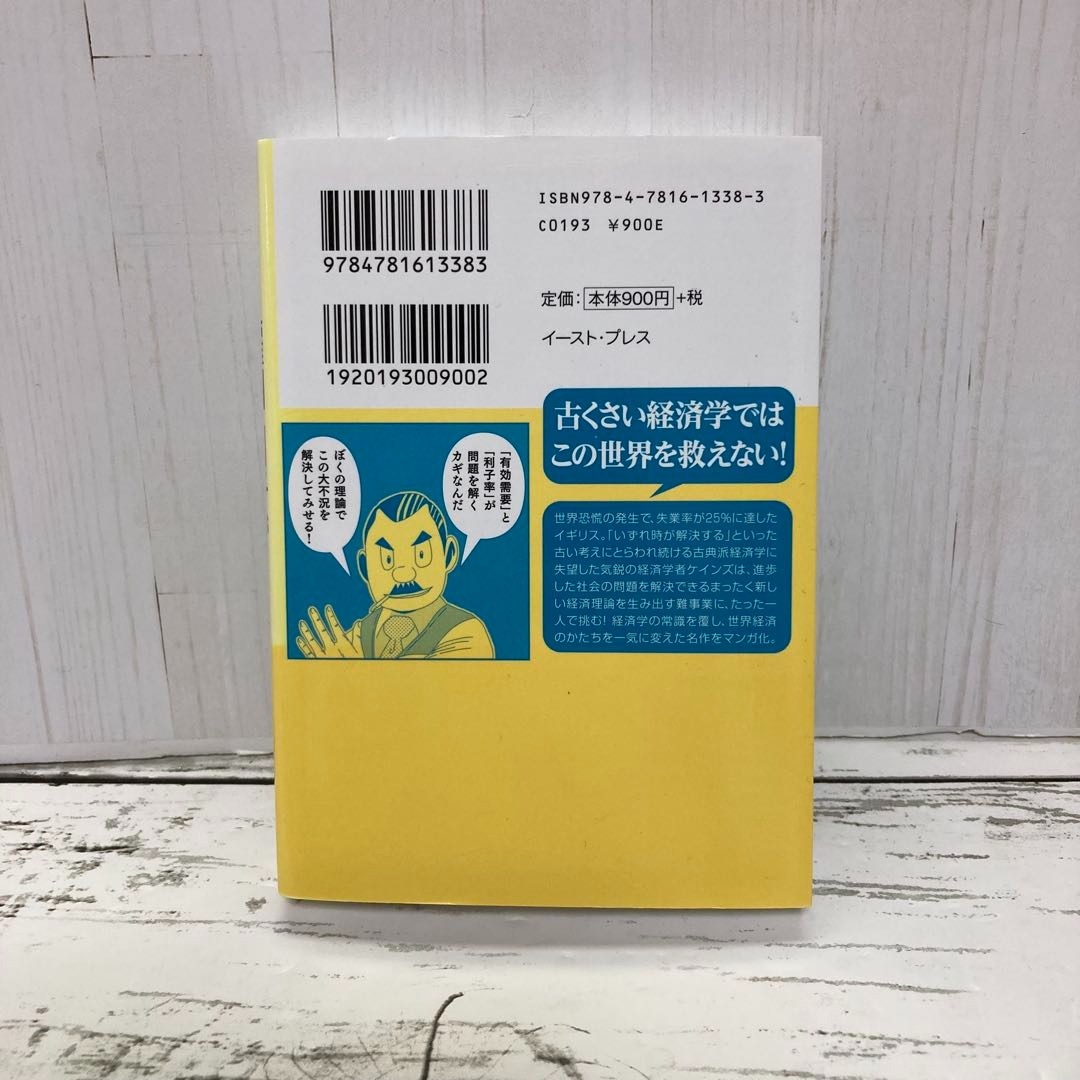 9784781613383
1920193009002
ISBN978-4-7816-1338-3
C0193 ¥900E
定価：本体900円+税
イースト・プレス
古くさい経済学では
この世界を救えない！
「有効需要」と
「利子率」が
問題を解く
カギなんだ
ぼくの理論で
この大不況を
解決してみせる！
世界恐慌の発生で、失業率が25%に達した
イギリス。「いずれ時が解決する」といった
古い考えにとらわれ続ける古典派経済学に
失望した気鋭の経済学者ケインズは、進歩
した社会の問題を解決できるまったく新し
い経済理論を生み出す難事業に、たった一
人で挑む！ 経済学の常識を覆し、世界経済
のかたちを一気に変えた名作をマンガ化。